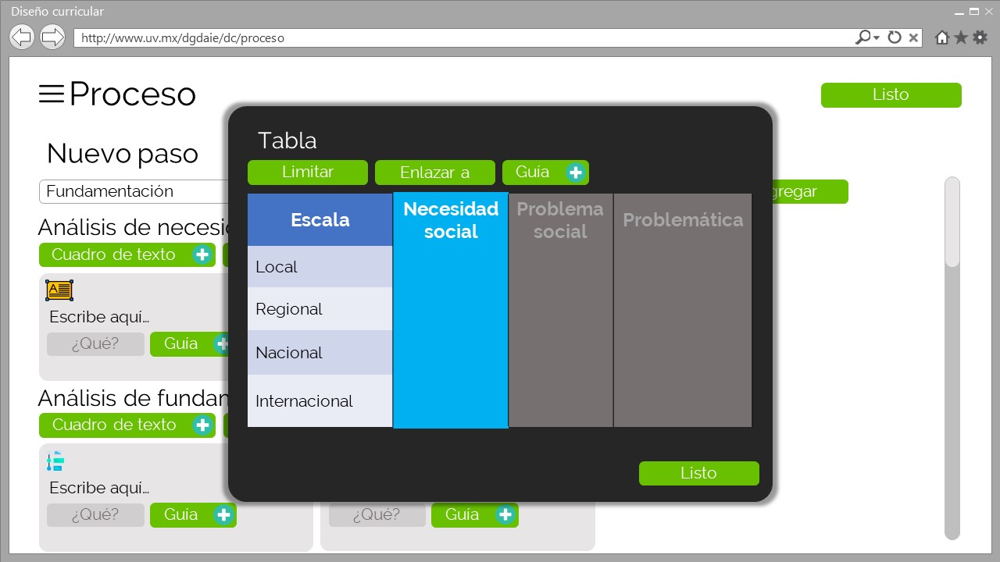 Diseño curricular
http://www.uv.mx/dgdaie/dc/proceso
Proceso
Listo
Nuevo paso
Fundamentación
gregar
Análisis de necesi
Cuadro de texto
A
Escribe aquí…
¿Qué?
Guía
Análisis de fundan
Cuadro de texto
Escribe aquí…
¿Qué?
Guía
¿Qué?
Guía
Tabla
Limitar
Enlazar a
Guía
Escala
Necesidad
social
Problema
social
Problemática
Local
Regional
Nacional
Internacional
Listo